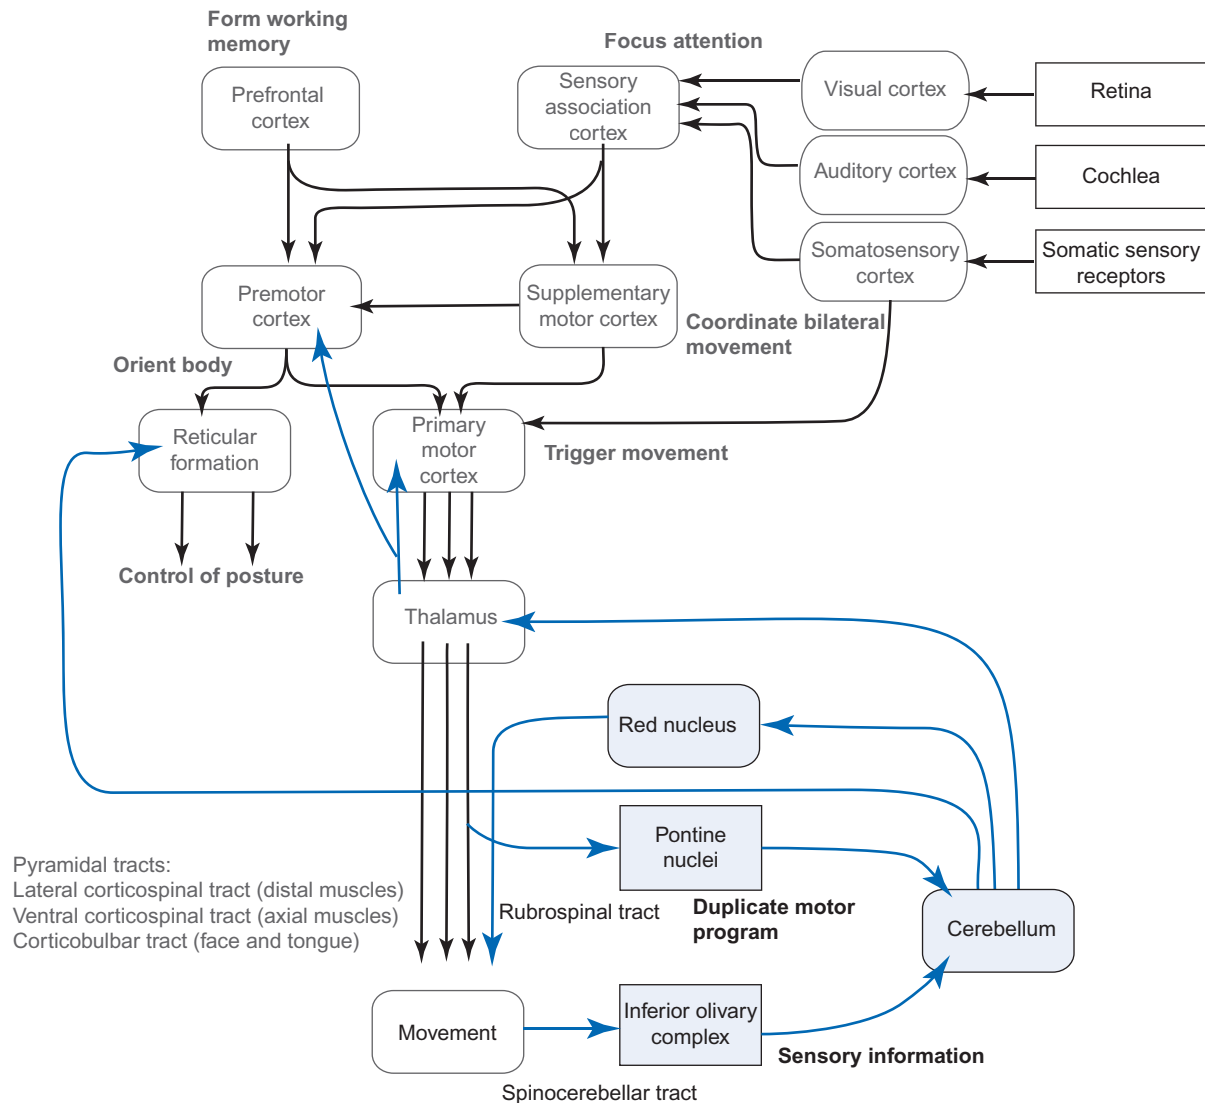 Form working
memory
Focus attention
Prefrontal
cortex
Sensory
association
cortex
Visual cortex
Retina
Auditory cortex
Cochlea
Somatosensory
cortex
Somatic sensory
receptors
Premotor
cortex
Supplementary
motor cortex
Coordinate bilateral
movement
Orient body
Reticular
formation
Primary
motor
cortex
Trigger movement
Control of posture
Thalamus
Red nucleus
Pontine
nuclei
Pyramidal tracts:
Lateral corticospinal tract (distal muscles)
Ventral corticospinal tract (axial muscles)
Corticobulbar tract (face and tongue)
Rubrospinal tract
Duplicate motor
program
Cerebellum
Movement
Inferior olivary
complex
Sensory information
Spinocerebellar tract